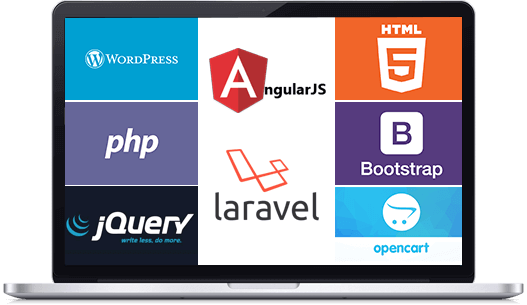 WORDPRESS
php
jQuery
write less, do more.
AngularJS
laravel
HTML
5
B
Bootstrap
opencart